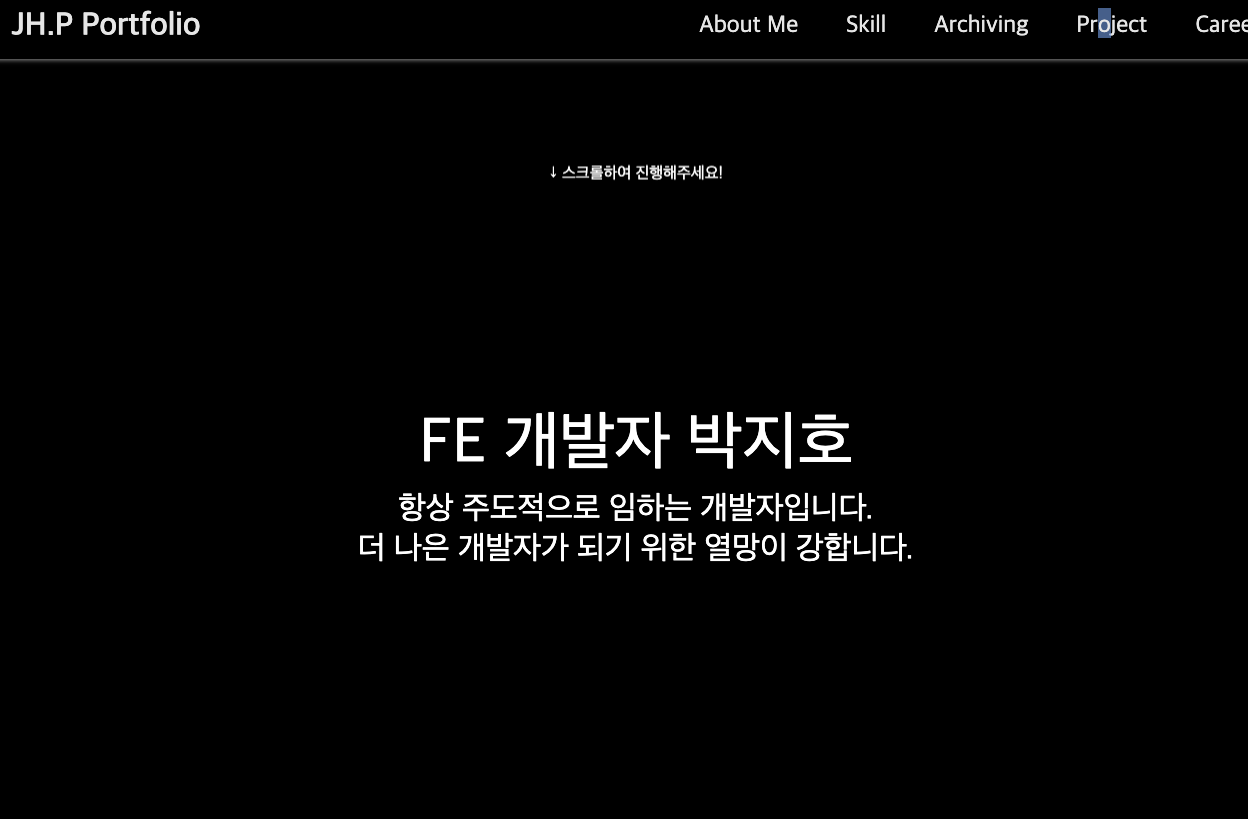 JH.P Portfolio
About Me Skill Archiving Project Caree
↓ 스크롤하여 진행해주세요!
FE 개발자 박지호
항상 주도적으로 임하는 개발자입니다.
더 나은 개발자가 되기 위한 열망이 강합니다.